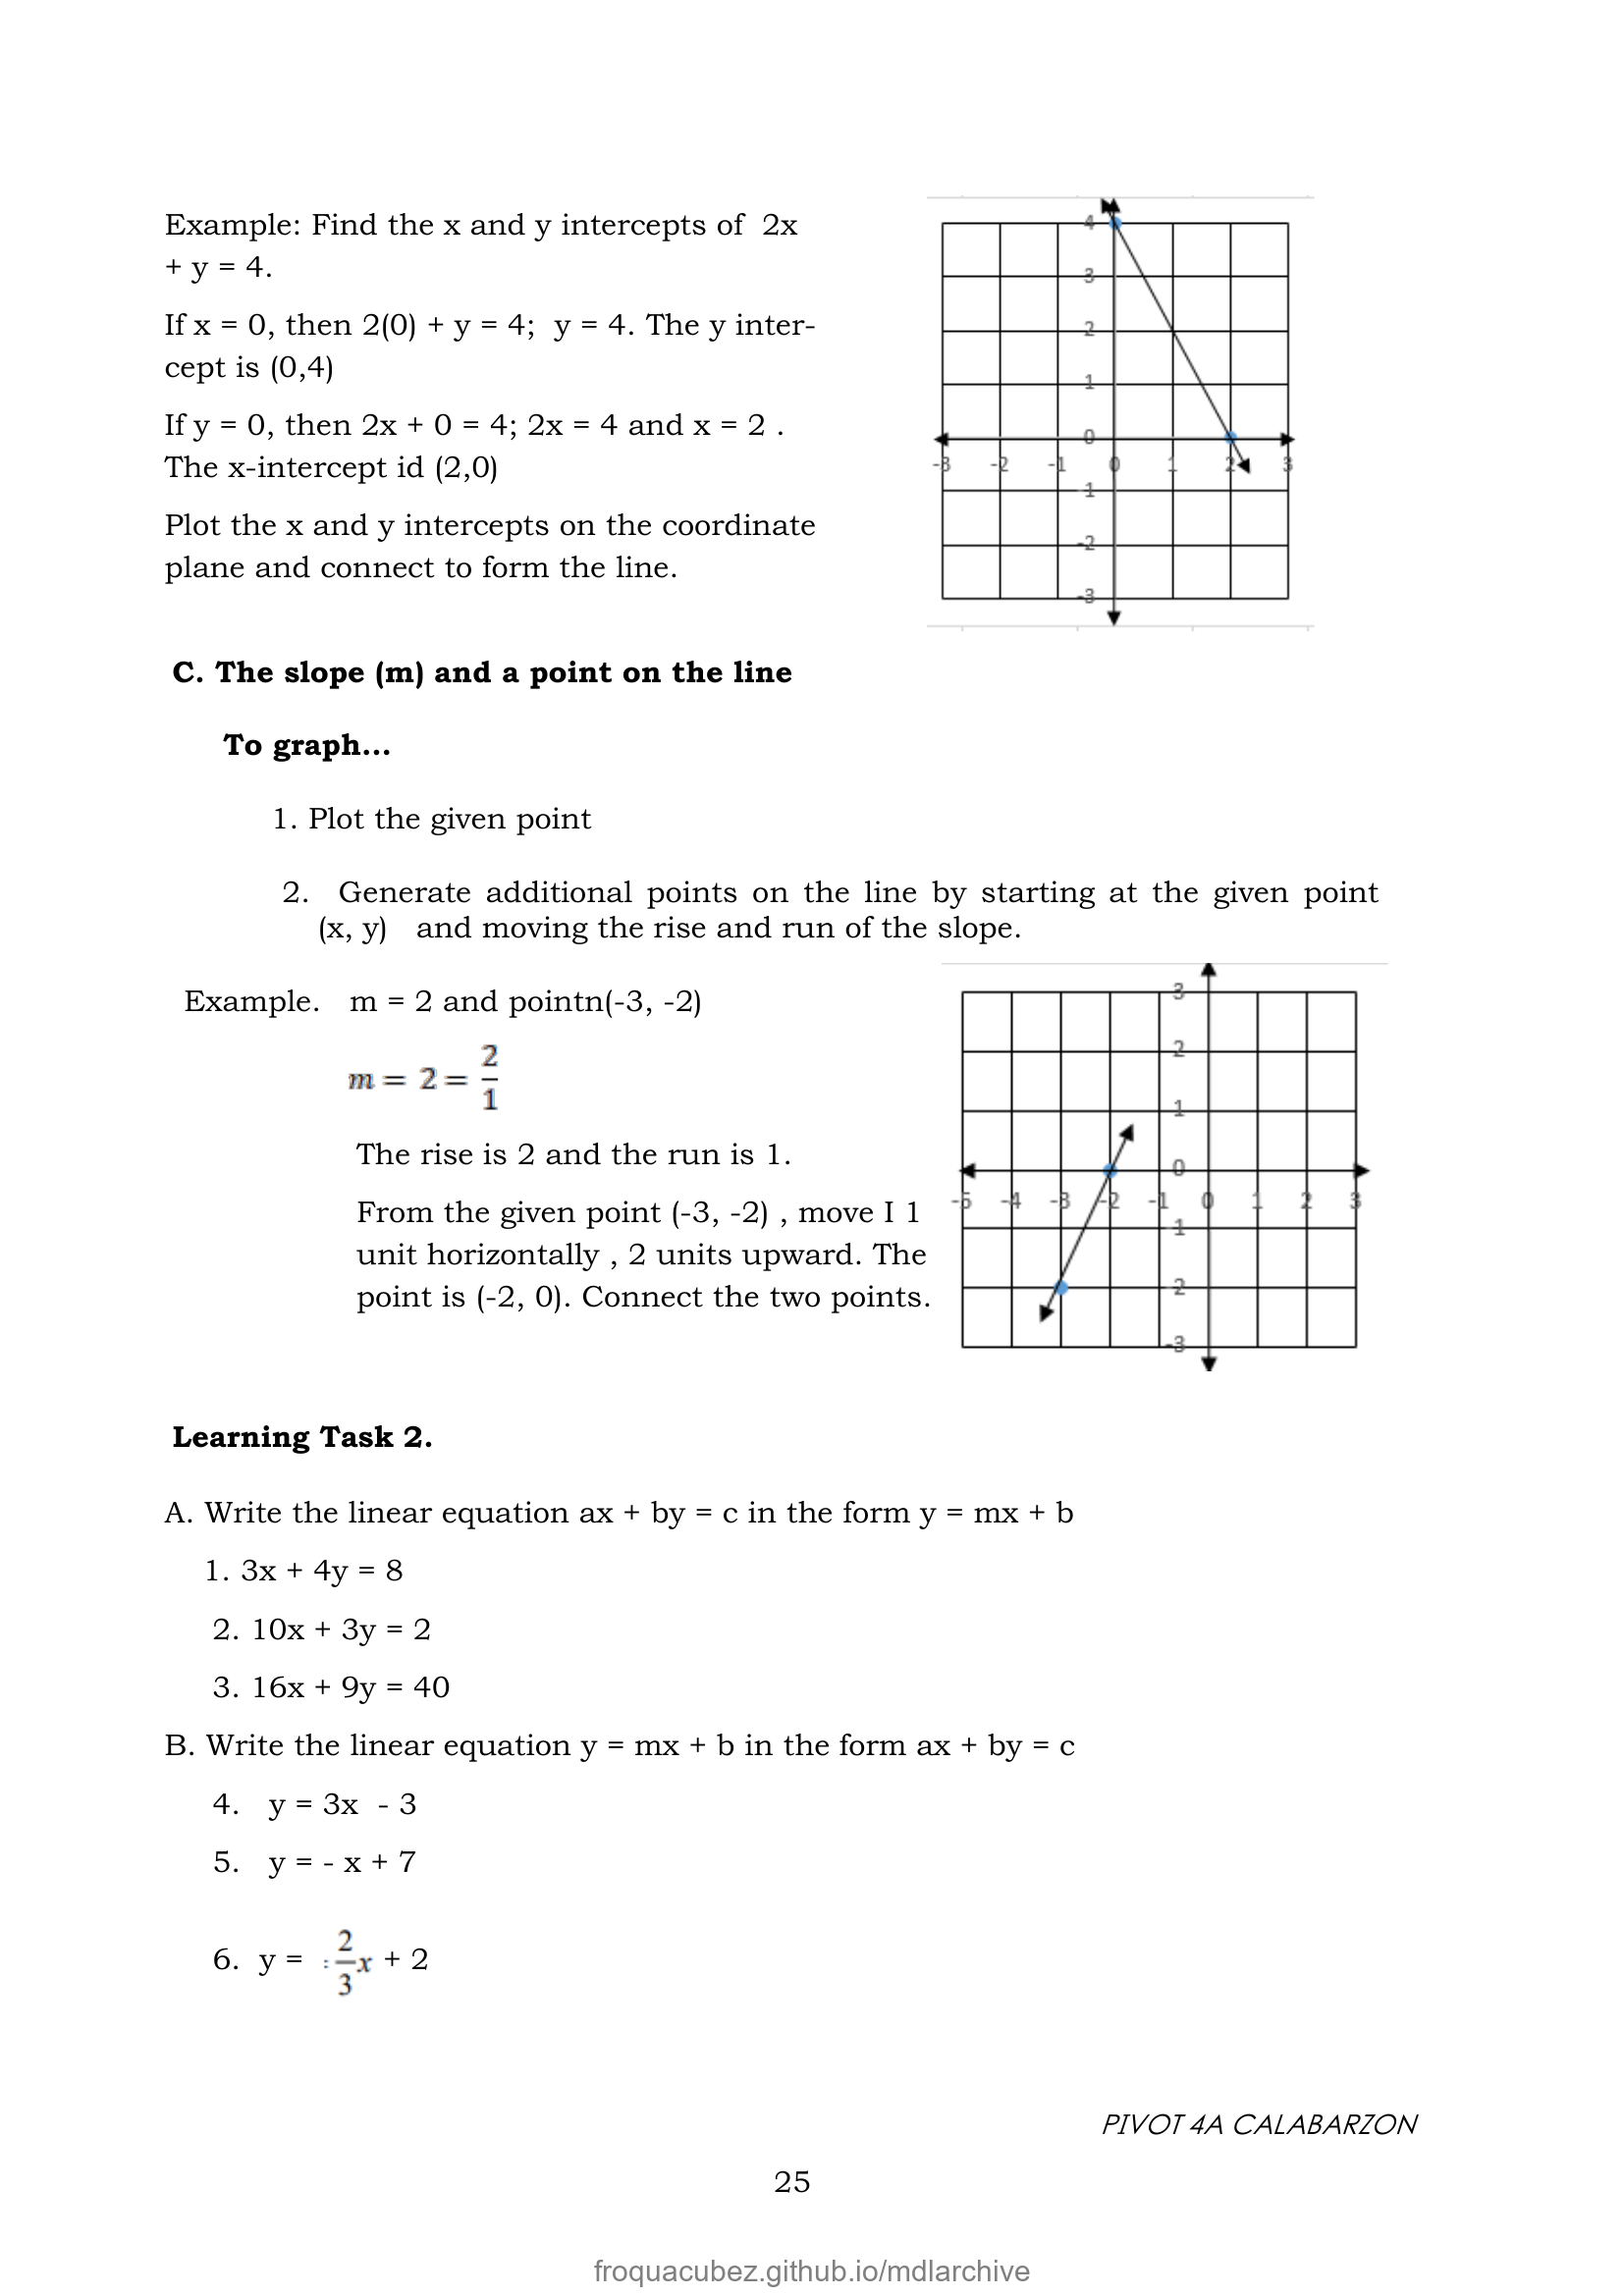 Example: Find the x and y intercepts of  2x
+ y = 4.
If x = 0, then 2(0) + y = 4;  y = 4. The y inter-
cept is (0,4)
If y = 0, then 2x + 0 = 4; 2x = 4 and x = 2 .
The x-intercept id (2,0)
Plot the x and y intercepts on the coordinate
plane and connect to form the line.
4
3
2
1
0
-3 -2 -1 0 1 2 3
-1
-2
-3
C. The slope (m) and a point on the line
To graph...
1. Plot the given point
2.  Generate additional points on the line by starting at the given point
(x, y)   and moving the rise and run of the slope.
Example.   m = 2 and pointn(-3, -2)
m = 2 = 2/1
The rise is 2 and the run is 1.
From the given point (-3, -2) , move I 1
unit horizontally , 2 units upward. The
point is (-2, 0). Connect the two points.
3
2
1
0
-5 -4 -3 -2 -1 0 1 2 3
-1
-2
-3
Learning Task 2.
A. Write the linear equation ax + by = c in the form y = mx + b
1. 3x + 4y = 8
2. 10x + 3y = 2
3. 16x + 9y = 40
B. Write the linear equation y = mx + b in the form ax + by = c
4.   y = 3x  - 3
5.   y = - x + 7
6.  y =  : 2/3 x + 2
PIVOT 4A CALABARZON
25
froquacubez.github.io/mdlarchive